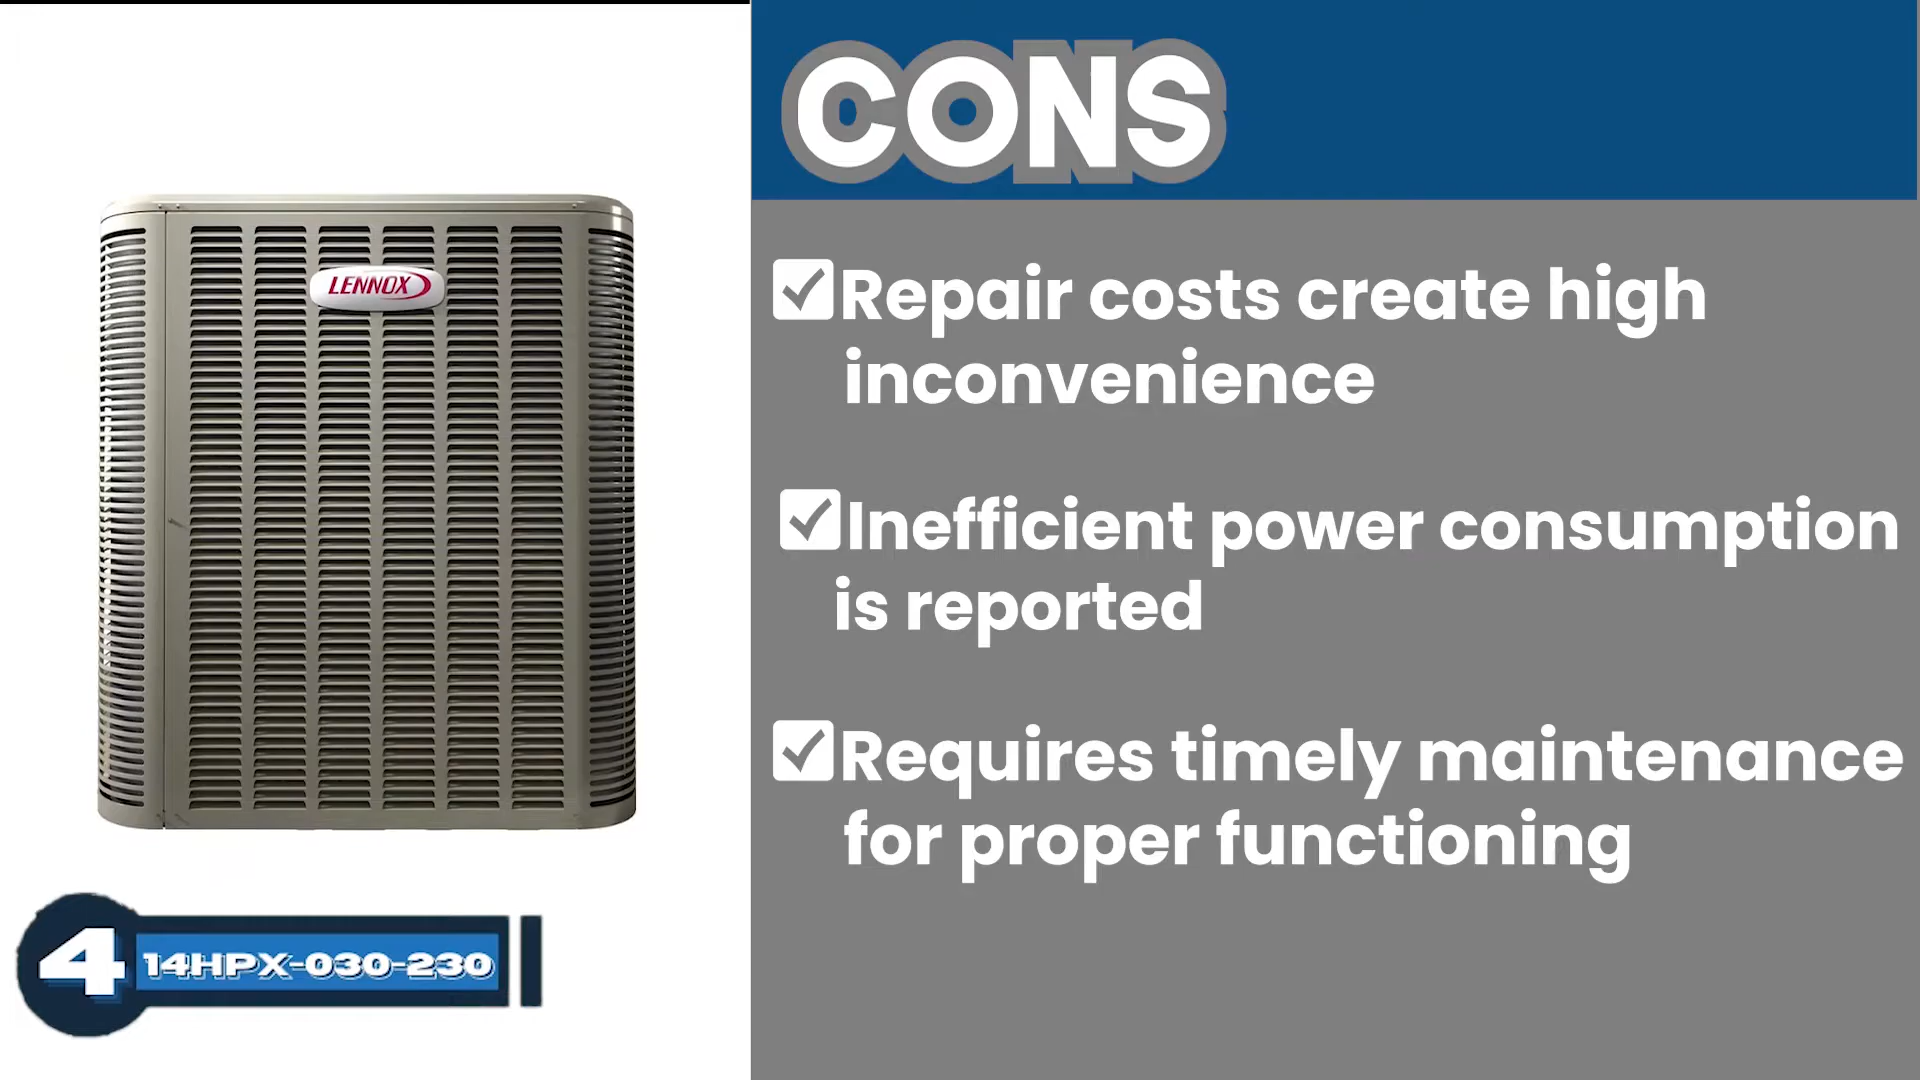 CONS
LENNOX
Repair costs create high
inconvenience
Inefficient power consumption
is reported
Requires timely maintenance
for proper functioning
4
14HPX-030-230